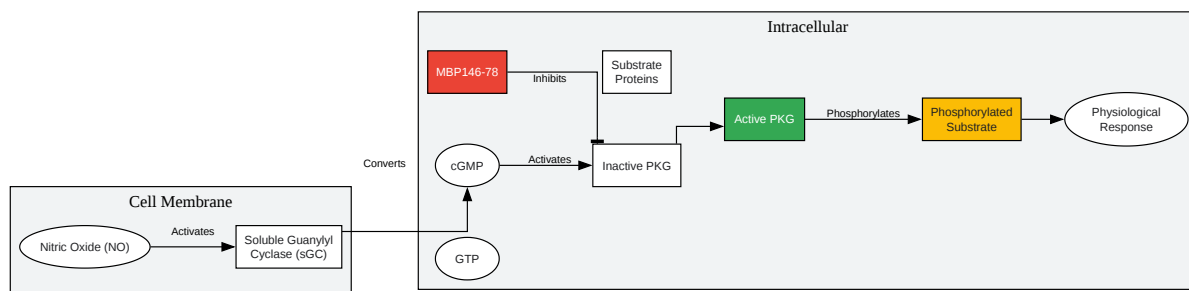 Intracellular
MBP146-78
Inhibits
Substrate
Proteins
Active PKG
Phosphorylates
Phosphorylated
Substrate
Physiological
Response
Converts
cGMP
Activates
Inactive PKG
Cell Membrane
Nitric Oxide (NO)
Activates
Soluble Guanylyl
Cyclase (sGC)
GTP